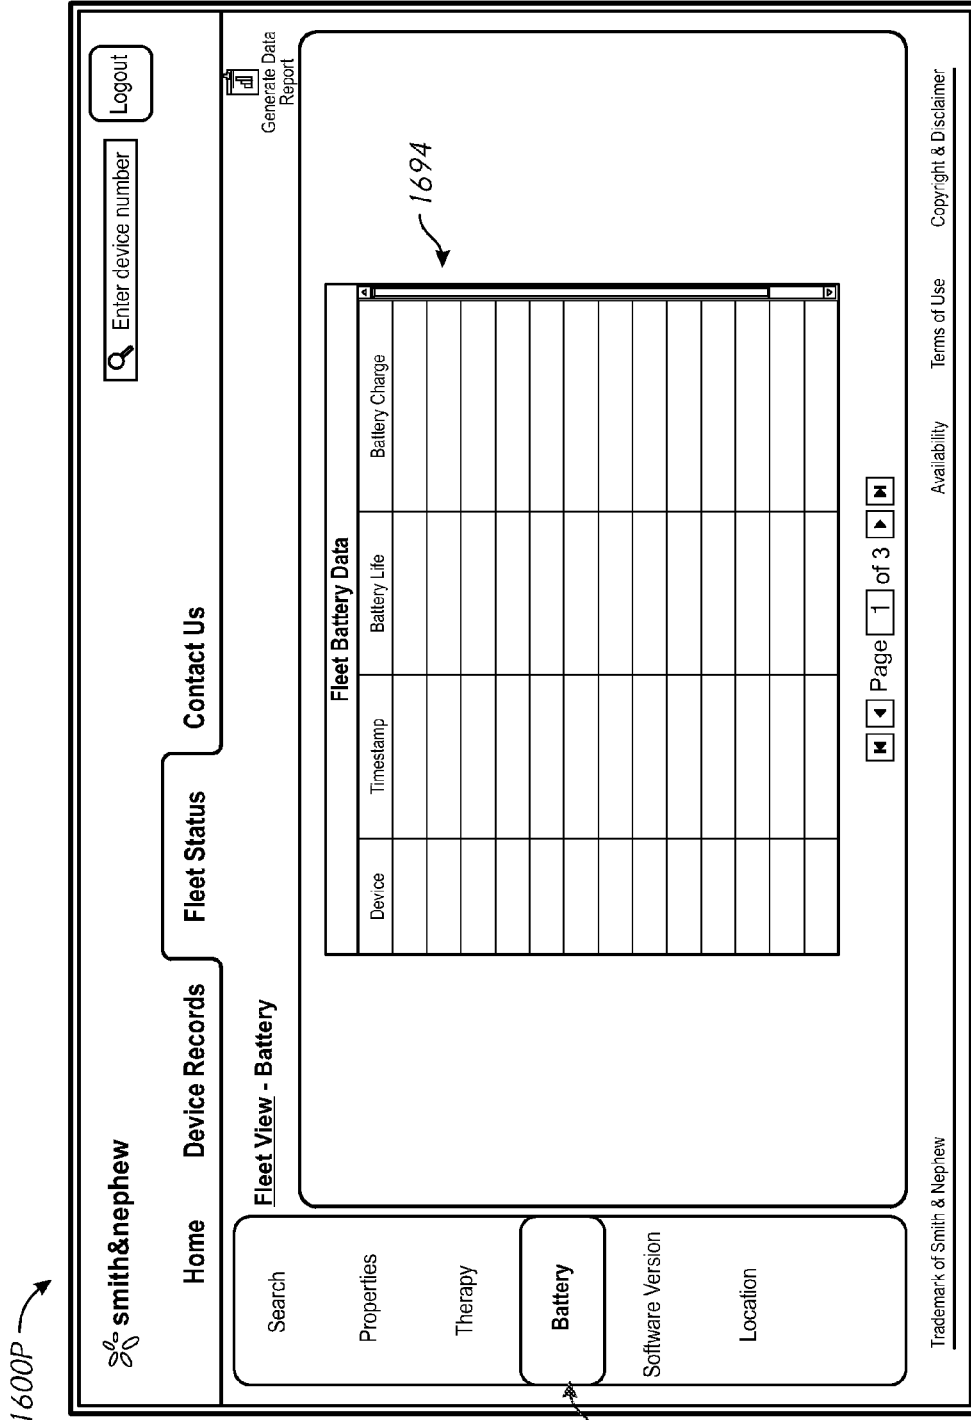 1600P
smith&nephew
Enter device number
Logout
Home Device Records Fleet Status Contact Us
Fleet View - Battery
Generate Data
Report
Search
Properties
Therapy
Battery
Software Version
Location
Fleet Battery Data
Device Timestamp Battery Life Battery Charge
1694
Page 1 of 3
Trademark of Smith & Nephew Availability Terms of Use Copyright & Disclaimer